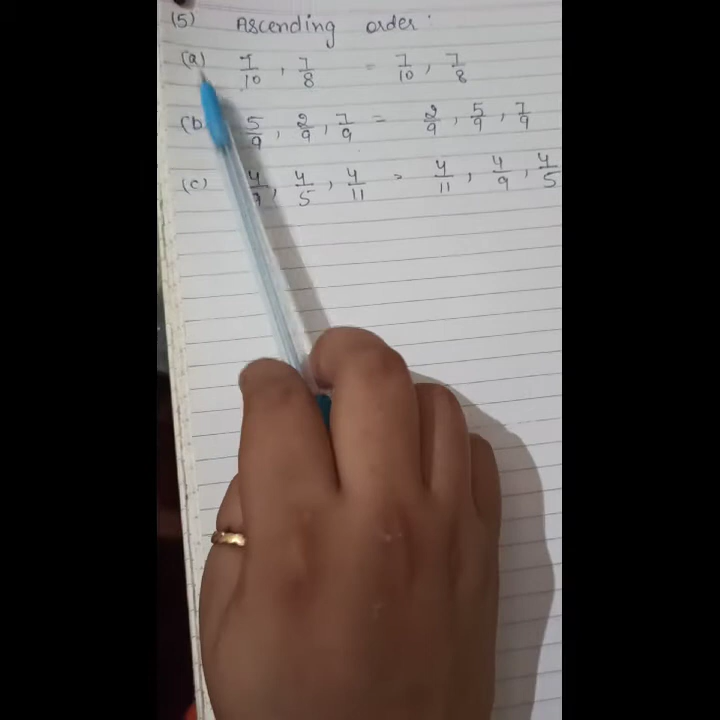 (5) Ascending order:
(a) 7/10, 7/8 = 7/10, 7/8
(b) 5/9, 2/9, 7/9 = 2/9, 5/9, 7/9
(c) 4/9, 4/5, 4/11 = 4/11, 4/9, 4/5